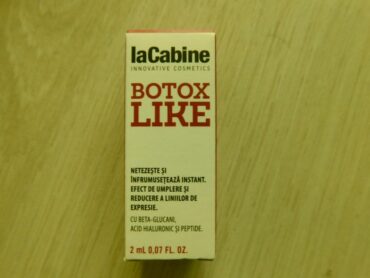 laCabine
INNOVATIVE COSMETICS
BOTOX
LIKE
NETEZEȘTE ȘI
ÎNFRUMUSEȚEAZĂ INSTANT.
EFECT DE UMPLERE ȘI
REDUCERE A LINIILOR DE
EXPRESIE.
CU BETA-GLUCANI,
ACID HIALURONIC ȘI PEPTIDE.
2 mL 0,07 FL. OZ.